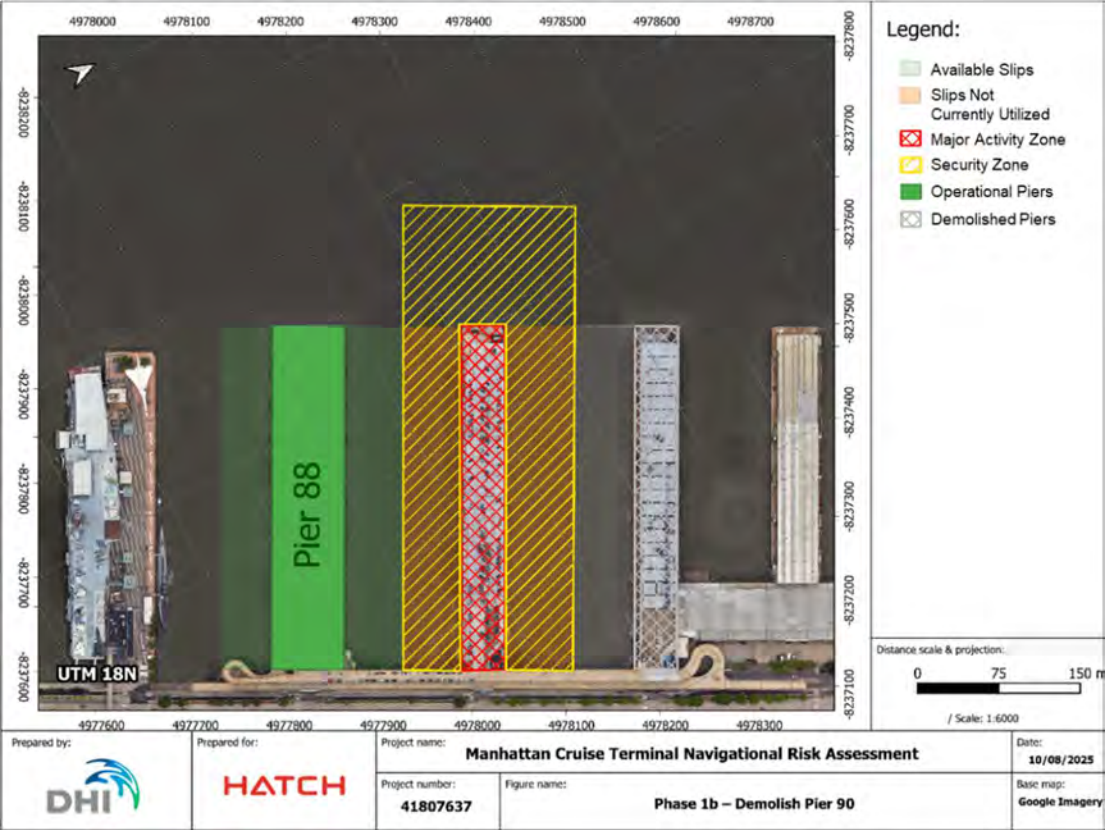 4978000 4978100 4978200 4978300 4978400 4978500 4978600 4978700
-8238200
-8238100
-8238000
-8237900
-8237800
-8237700
-8237600
-8237800
-8237700
-8237600
-8237500
-8237400
-8237300
-8237200
-8237100
Pier 88
UTM 18N
4977600 4977700 4977800 4977900 4978000 4978100 4978200 4978300
Legend:
Available Slips
Slips Not
Currently Utilized
Major Activity Zone
Security Zone
Operational Piers
Demolished Piers
Distance scale & projection:
0 75 150 m
/ Scale: 1:6000
Prepared by:
DHI
Prepared for:
HATCH
Project name:
Manhattan Cruise Terminal Navigational Risk Assessment
Project number:
41807637
Figure name:
Phase 1b – Demolish Pier 90
Date:
10/08/2025
Base map:
Google Imagery